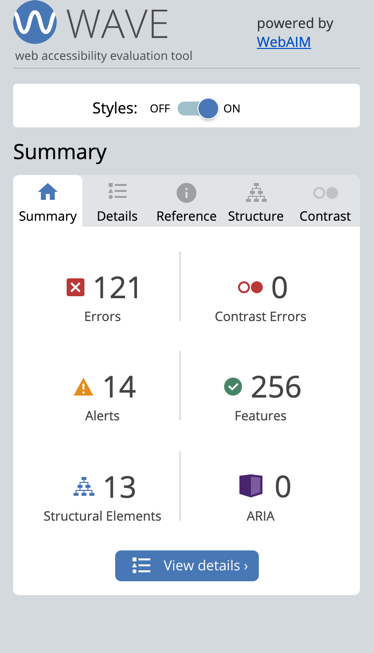 WAVE
web accessibility evaluation tool
powered by
WebAIM
Styles: OFF ON
Summary
Summary Details Reference Structure Contrast
121
Errors
0
Contrast Errors
14
Alerts
256
Features
13
Structural Elements
0
ARIA
View details ›